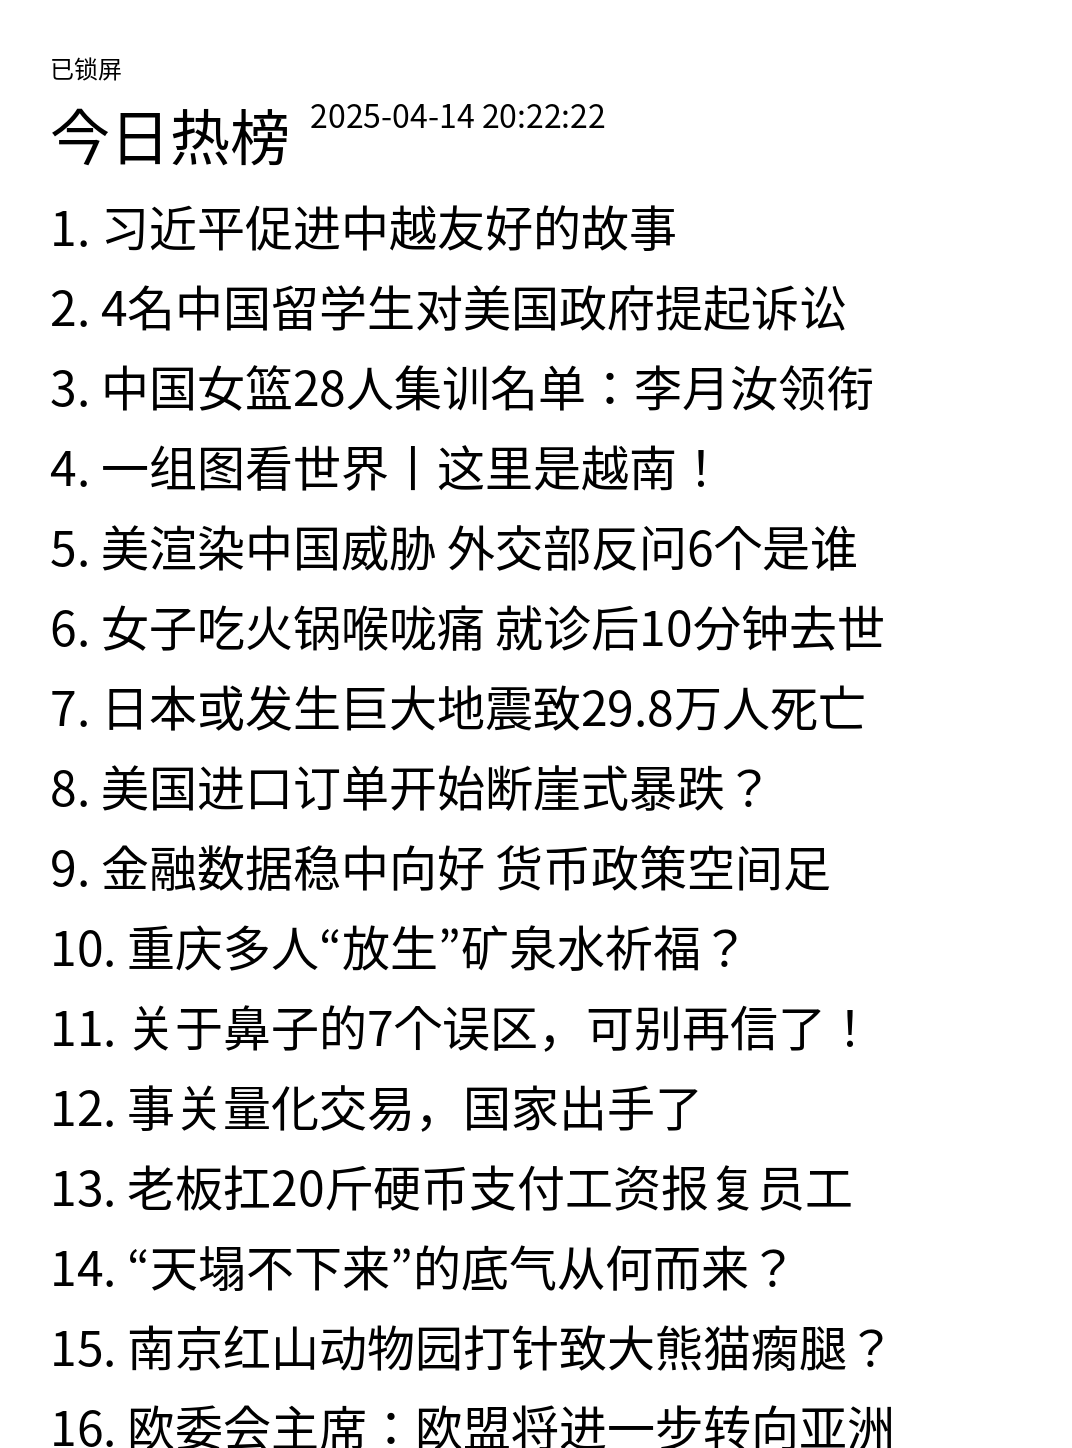 已锁屏
今日热榜 2025-04-14 20:22:22
1. 习近平促进中越友好的故事
2. 4名中国留学生对美国政府提起诉讼
3. 中国女篮28人集训名单：李月汝领衔
4. 一组图看世界丨这里是越南！
5. 美渲染中国威胁 外交部反问6个是谁
6. 女子吃火锅喉咙痛 就诊后10分钟去世
7. 日本或发生巨大地震致29.8万人死亡
8. 美国进口订单开始断崖式暴跌？
9. 金融数据稳中向好 货币政策空间足
10. 重庆多人“放生”矿泉水祈福？
11. 关于鼻子的7个误区，可别再信了！
12. 事关量化交易，国家出手了
13. 老板扛20斤硬币支付工资报复员工
14. “天塌不下来”的底气从何而来？
15. 南京红山动物园打针致大熊猫瘸腿？
16. 欧委会主席：欧盟将进一步转向亚洲